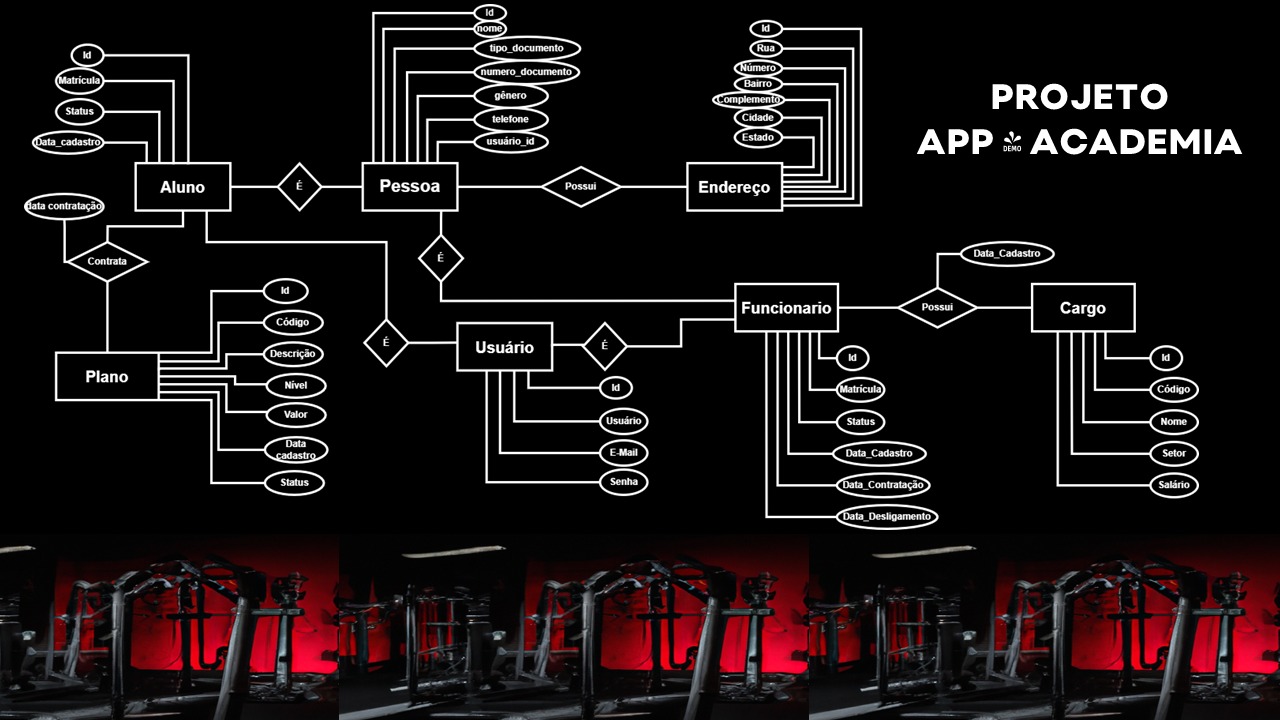 Id
nome
tipo_documento
numero_documento
gênero
telefone
usuário_id
Id
Rua
Número
Bairro
Complemento
Cidade
Estado
PROJETO
APP DEMO ACADEMIA
Id
Matrícula
Status
Data_cadastro
Aluno
É
Pessoa
Possui
Endereço
data contratação
Contrata
É
Data_Cadastro
Funcionario
Possui
Cargo
Id
Código
Descrição
Nível
Valor
Data
cadastro
Status
Plano
É
Usuário
É
Id
Usuário
E-Mail
Senha
Id
Matrícula
Status
Data_Cadastro
Data_Contratação
Data_Desligamento
Id
Código
Nome
Setor
Salário